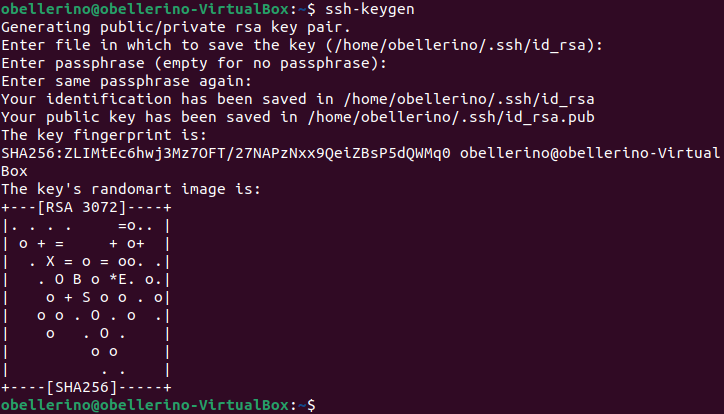 obellerino@obellerino-VirtualBox:~$ ssh-keygen
Generating public/private rsa key pair.
Enter file in which to save the key (/home/obellerino/.ssh/id_rsa):
Enter passphrase (empty for no passphrase):
Enter same passphrase again:
Your identification has been saved in /home/obellerino/.ssh/id_rsa
Your public key has been saved in /home/obellerino/.ssh/id_rsa.pub
The key fingerprint is:
SHA256:ZLIMtEc6hwj3Mz7OFT/27NAPzNxx9QeiZBsP5dQWMq0 obellerino@obellerino-Virtual
Box
The key's randomart image is:
+---[RSA 3072]----+
|. . . .     =o.. |
| o + =     + o+  |
|  . X = o = oo. .|
|   . O B o *E. o.|
|    o + S o o . o|
|   o o . O . o  .|
|    o   . O .    |
|         o o     |
|          . .    |
+----[SHA256]-----+
obellerino@obellerino-VirtualBox:~$